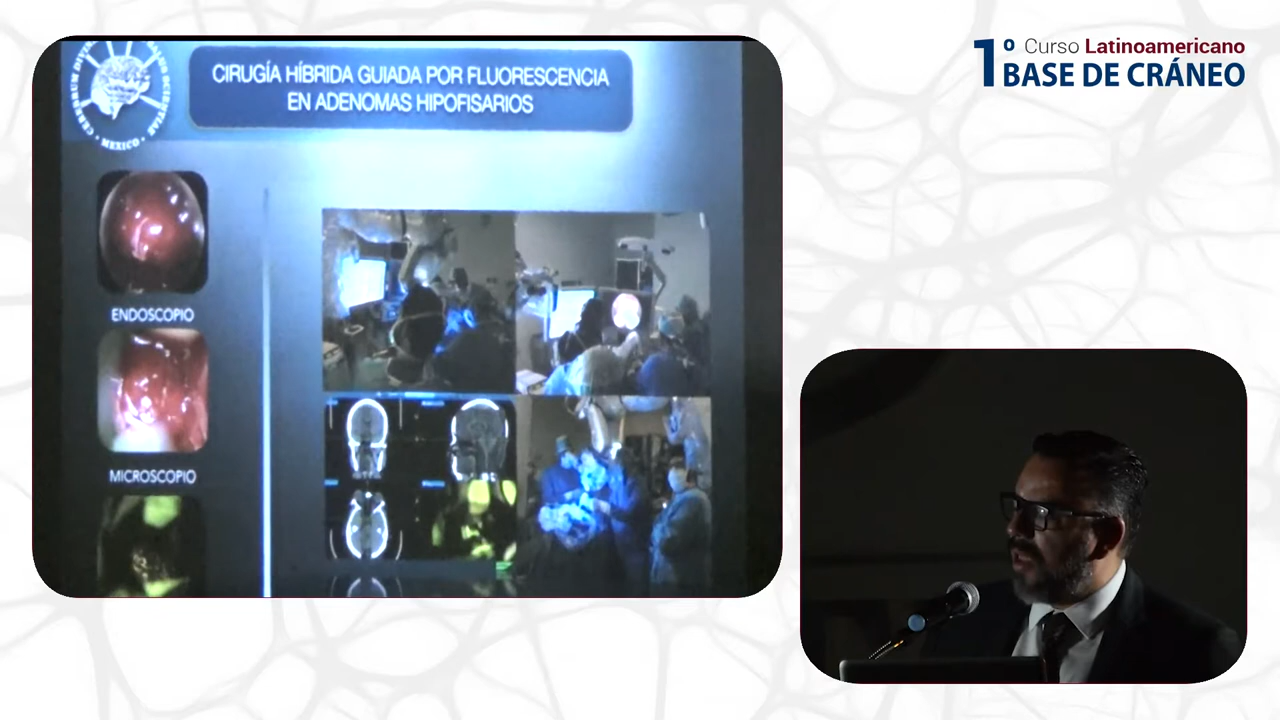 1º Curso Latinoamericano
BASE DE CRÁNEO
CIRUGÍA HÍBRIDA GUIADA POR FLUORESCENCIA
EN ADENOMAS HIPOFISARIOS
MEXICO
ENDOSCOPIO
MICROSCOPIO